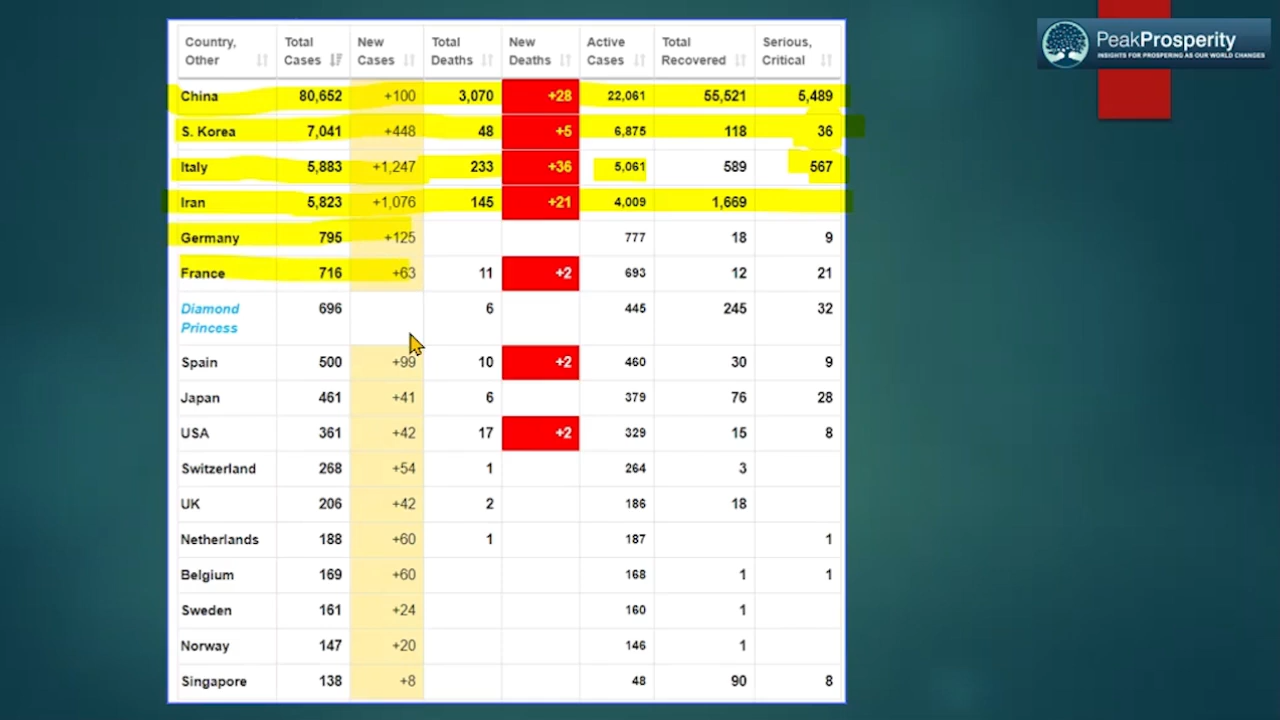 PeakProsperity
INSIGHTS FOR PROSPERING AS OUR WORLD CHANGES
Country, Other Total Cases New Cases Total Deaths New Deaths Active Cases Total Recovered Serious, Critical
China 80,652 +100 3,070 +28 22,061 55,521 5,489
S. Korea 7,041 +448 48 +5 6,875 118 36
Italy 5,883 +1,247 233 +36 5,061 589 567
Iran 5,823 +1,076 145 +21 4,009 1,669
Germany 795 +125 777 18 9
France 716 +63 11 +2 693 12 21
Diamond Princess 696 6 445 245 32
Spain 500 +99 10 +2 460 30 9
Japan 461 +41 6 379 76 28
USA 361 +42 17 +2 329 15 8
Switzerland 268 +54 1 264 3
UK 206 +42 2 186 18
Netherlands 188 +60 1 187 1
Belgium 169 +60 168 1 1
Sweden 161 +24 160 1
Norway 147 +20 146 1
Singapore 138 +8 48 90 8